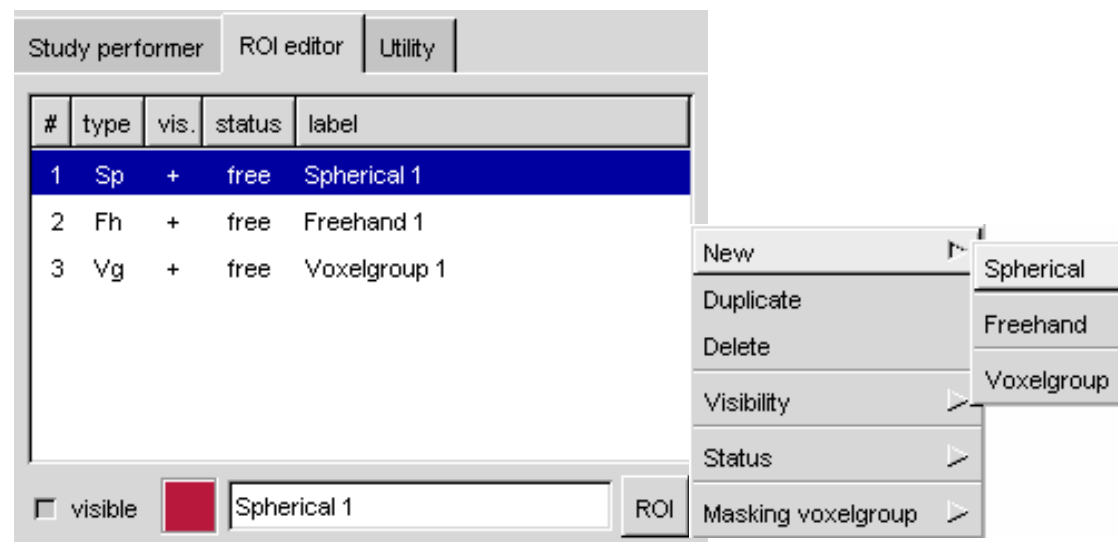 Study performer ROI editor Utility
# type vis. status label
1 Sp + free Spherical 1
2 Fh + free Freehand 1
3 Vg + free Voxelgroup 1
visible Spherical 1 ROI
New
Duplicate
Delete
Visibility
Status
Masking voxelgroup
Spherical
Freehand
Voxelgroup